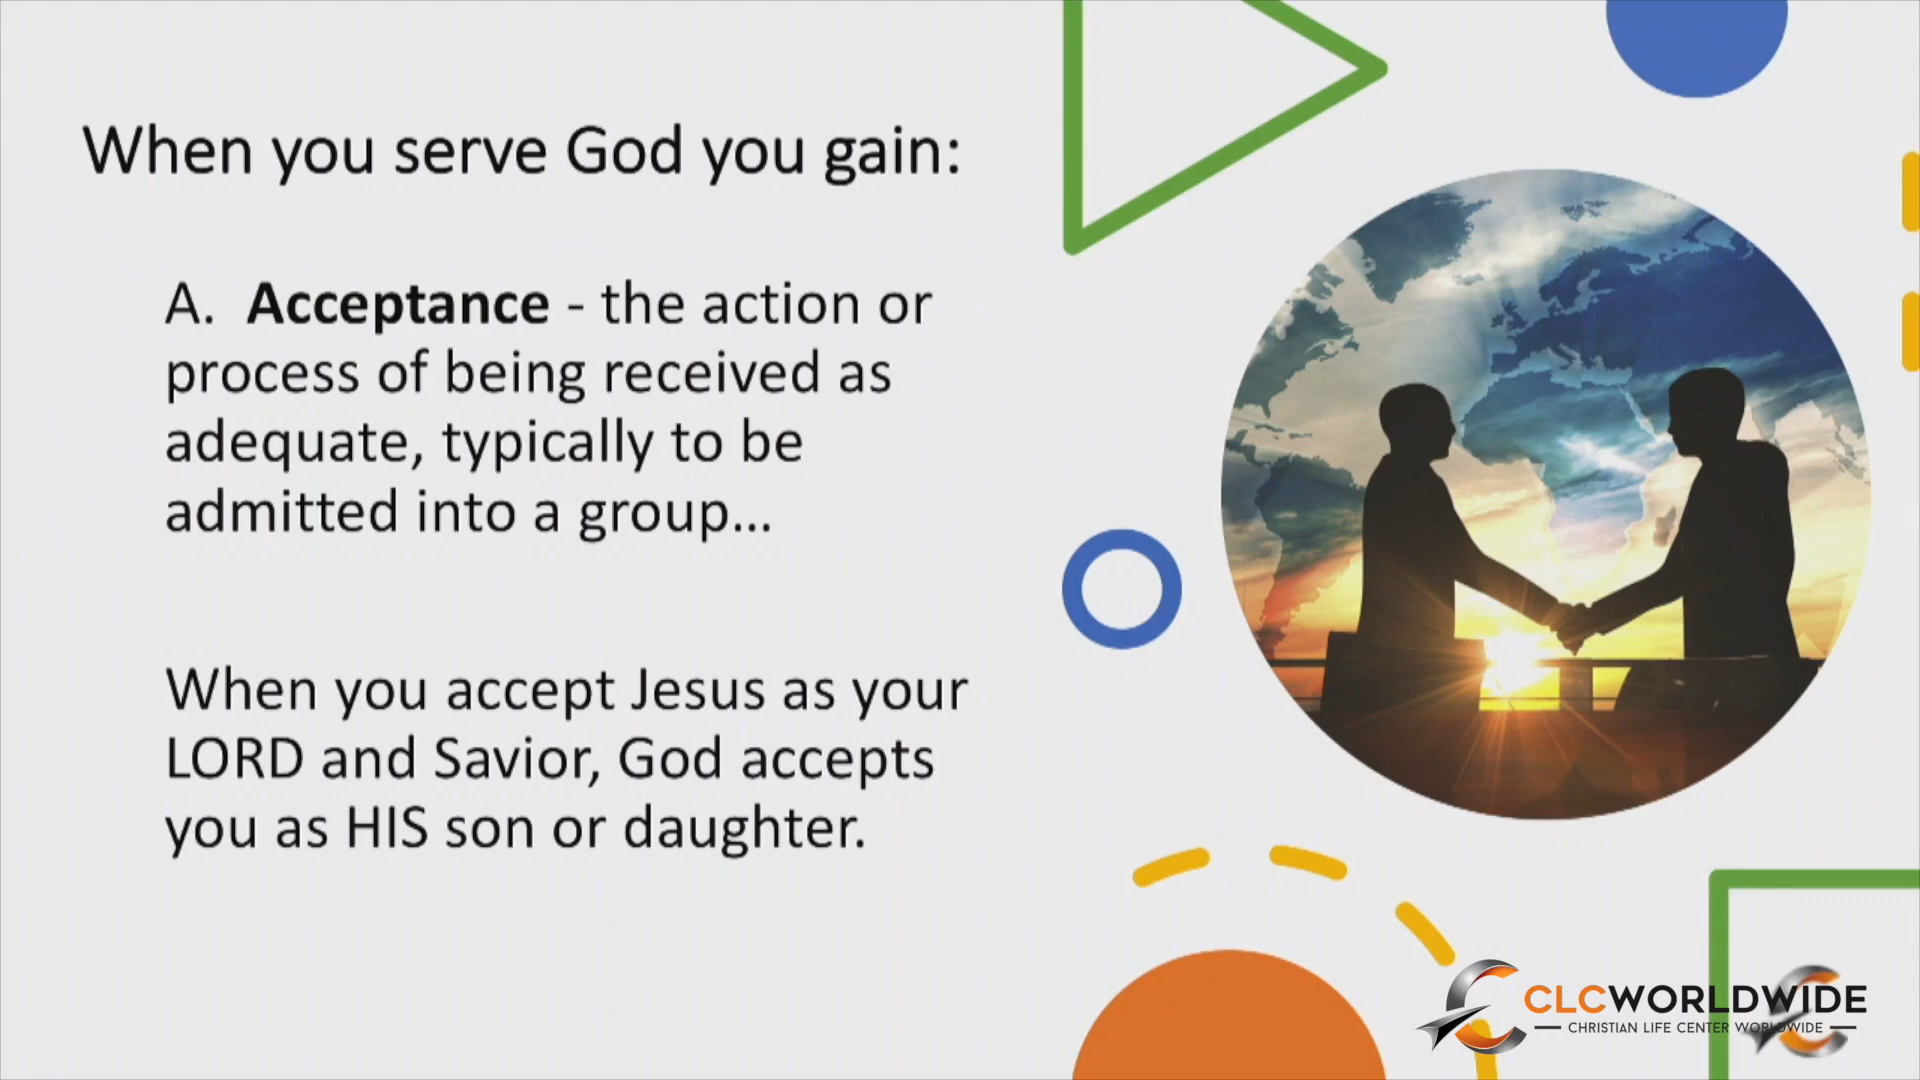 When you serve God you gain:
A. Acceptance - the action or
process of being received as
adequate, typically to be
admitted into a group...
When you accept Jesus as your
LORD and Savior, God accepts
you as HIS son or daughter.
CLCWORLDWIDE
CHRISTIAN LIFE CENTER WORLDWIDE